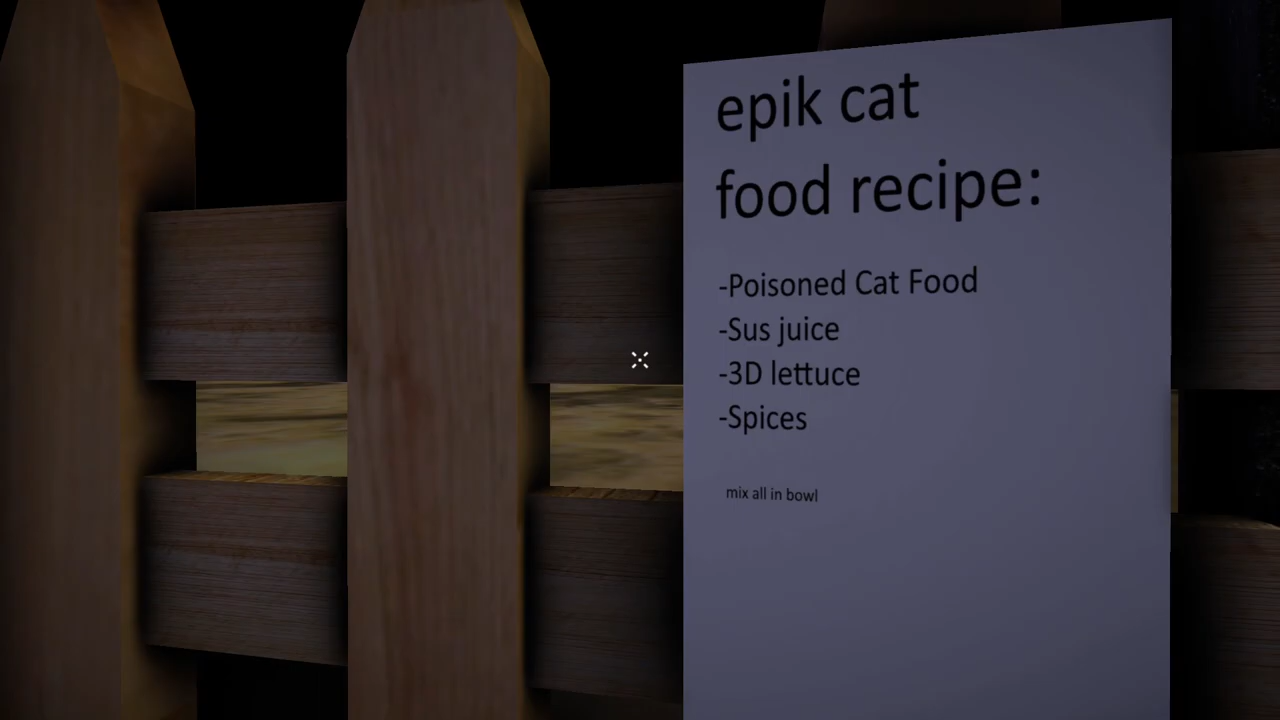 epik cat
food recipe:
-Poisoned Cat Food
-Sus juice
-3D lettuce
-Spices
mix all in bowl